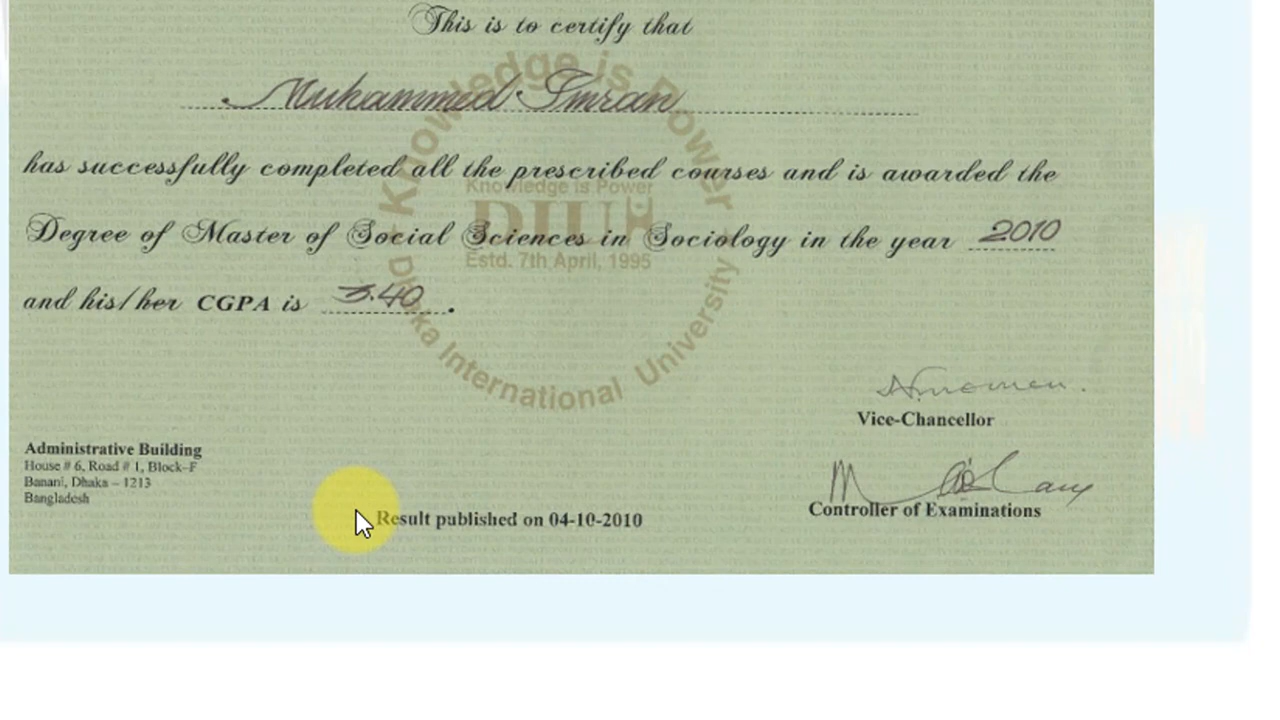 This is to certify that
Muhammed Imran
has successfully completed all the prescribed courses and is awarded the
Degree of Master of Social Sciences in Sociology in the year 2010
and his/her CGPA is 3.40 .
Knowledge is Power
Knowledge is Power
DIU
Estd. 7th April, 1995
Dhaka International University
Vice-Chancellor
Administrative Building
House # 6, Road # 1, Block-F
Banani, Dhaka – 1213
Bangladesh
Controller of Examinations
Result published on 04-10-2010